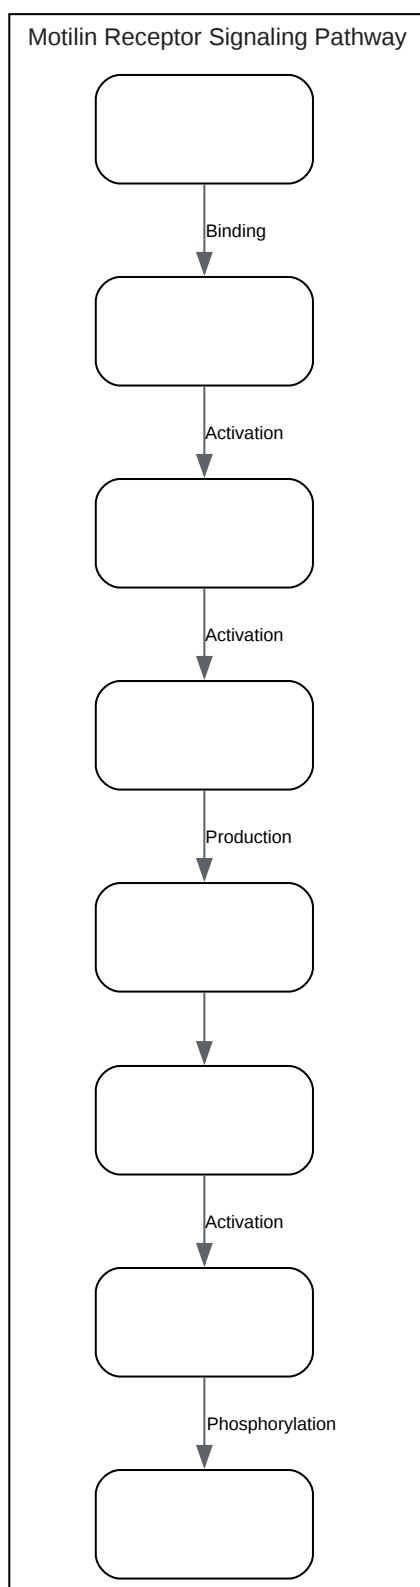 Motilin Receptor Signaling Pathway
Binding
Activation
Activation
Production
Activation
Phosphorylation